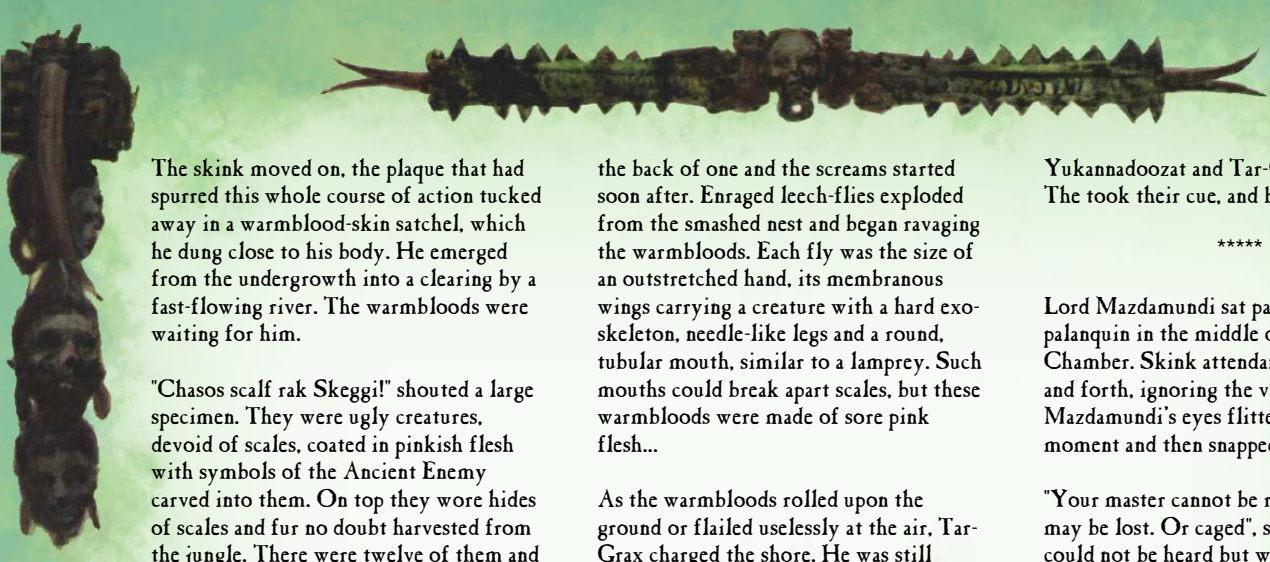 The skink moved on, the plaque that had
spurred this whole course of action tucked
away in a warmblood-skin satchel, which
he dung close to his body. He emerged
from the undergrowth into a clearing by a
fast-flowing river. The warmbloods were
waiting for him.
"Chasos scalf rak Skeggi!" shouted a large
specimen. They were ugly creatures,
devoid of scales, coated in pinkish flesh
with symbols of the Ancient Enemy
carved into them. On top they wore hides
of scales and fur no doubt harvested from
the jungle. There were twelve of them and
the back of one and the screams started
soon after. Enraged leech-flies exploded
from the smashed nest and began ravaging
the warmbloods. Each fly was the size of
an outstretched hand, its membranous
wings carrying a creature with a hard exo-
skeleton, needle-like legs and a round,
tubular mouth, similar to a lamprey. Such
mouths could break apart scales, but these
warmbloods were made of sore pink
flesh...
As the warmbloods rolled upon the
ground or flailed uselessly at the air, Tar-
Grax charged the shore. He was still
Yukannadoozat and Tar-
The took their cue, and
*****
Lord Mazdamundi sat
palanquin in the middle
Chamber. Skink
and forth, ignoring the
Mazdamundi's eyes
moment and then
"Your master cannot be
may be lost. Or caged",
could not be heard but